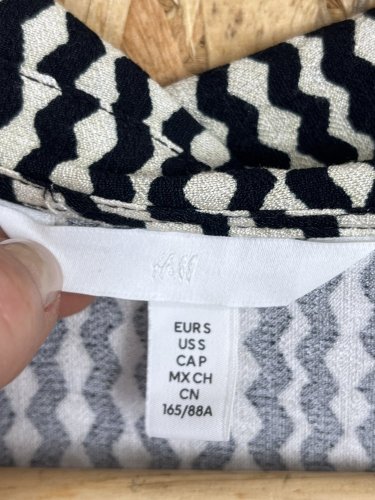 H&M
EUR S
US S
CA P
MX CH
CN
165/88A